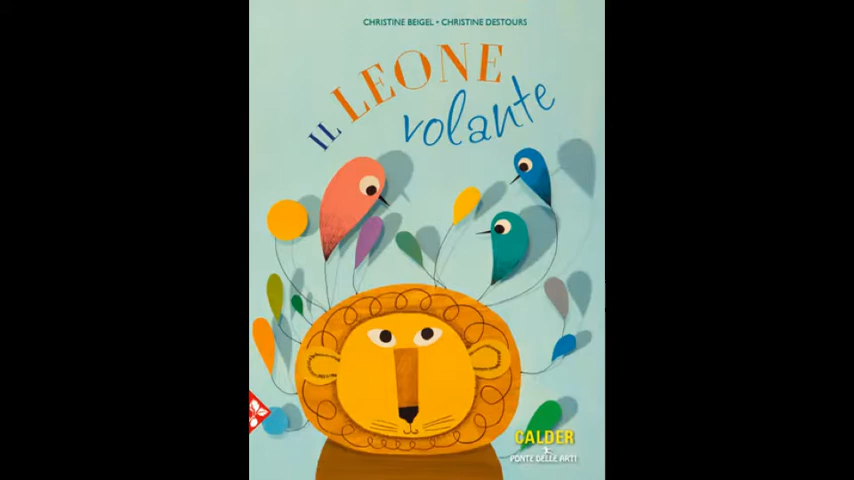 CHRISTINE BEIGEL • CHRISTINE DESTOURS
IL LEONE
volante
CALDER
PONTE DELLE ARTI